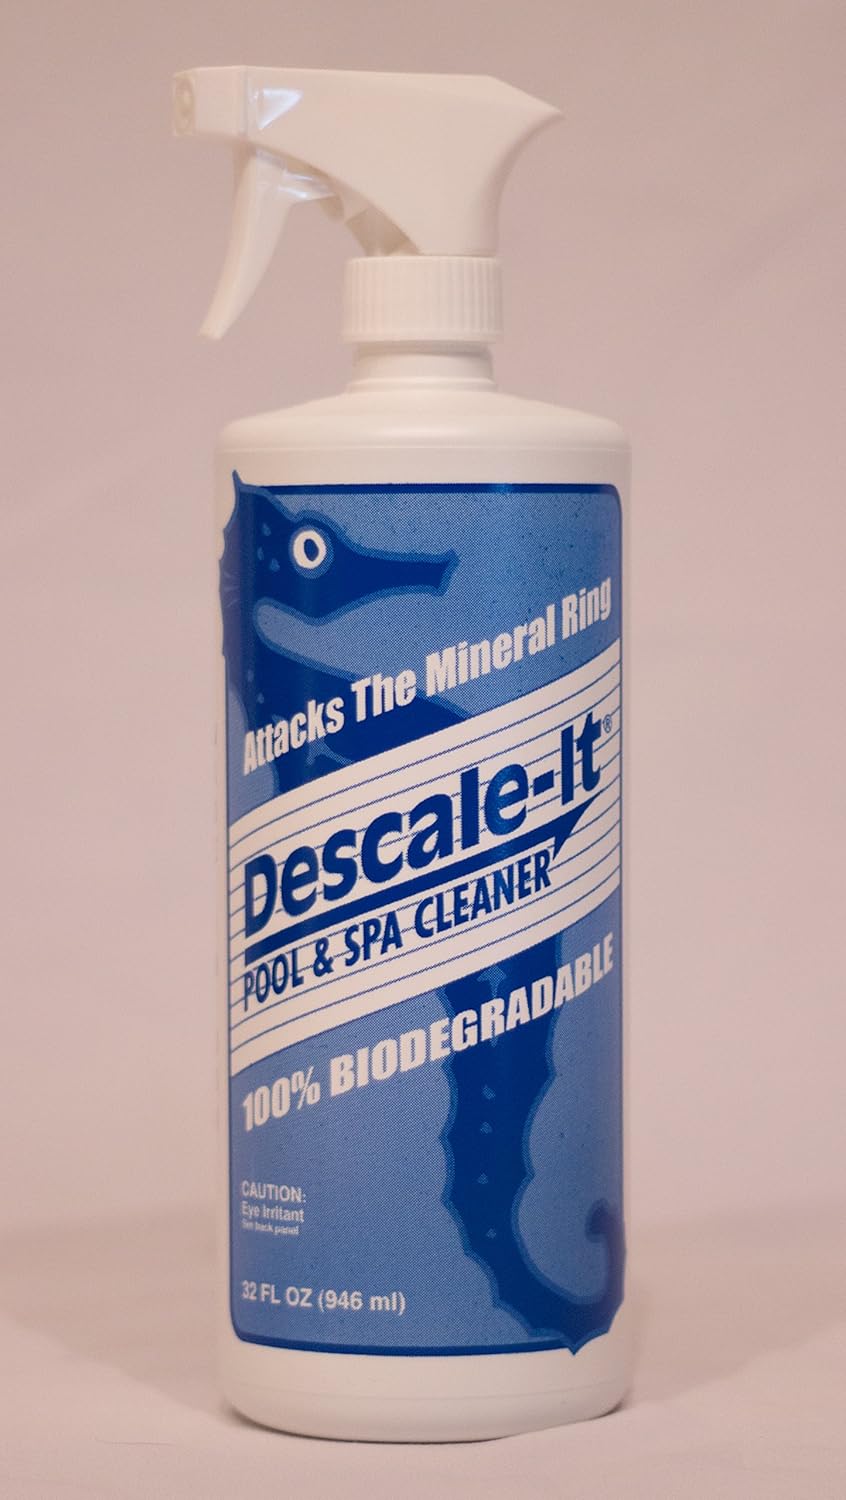 Attacks The Mineral Ring
Descale-It®
POOL & SPA CLEANER
100% BIODEGRADABLE
CAUTION:
Eye Irritant
See back panel
32 FL OZ (946 ml)